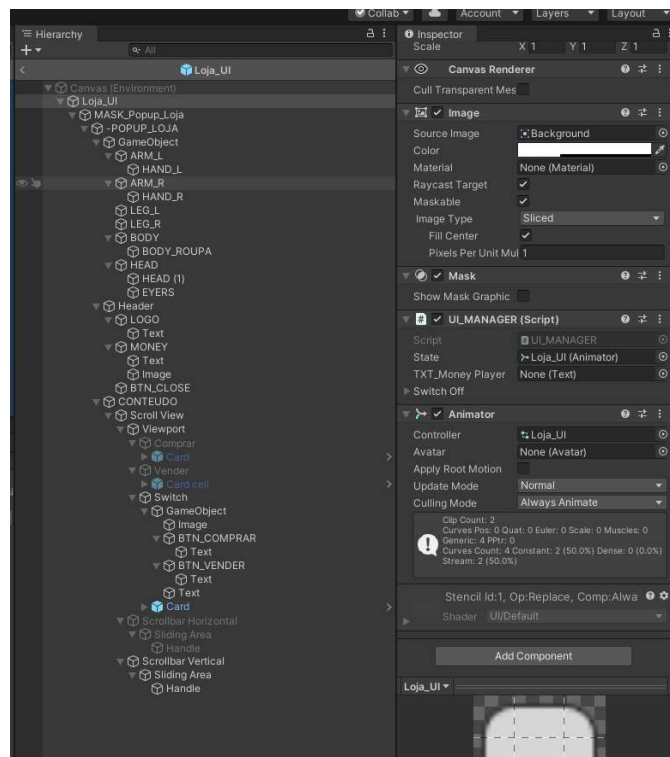 Collab
Account
Layers
Layout
Hierarchy
All
Loja_UI
Canvas (Environment)
Loja_UI
MASK_Popup_Loja
-POPUP_LOJA
GameObject
ARM_L
HAND_L
ARM_R
HAND_R
LEG_L
LEG_R
BODY
BODY_ROUPA
HEAD
HEAD (1)
EYERS
Header
LOGO
Text
MONEY
Text
Image
BTN_CLOSE
CONTEUDO
Scroll View
Viewport
Comprar
Card
Vender
Card cell
Switch
GameObject
Image
BTN_COMPRAR
Text
BTN_VENDER
Text
Text
Card
Scrollbar Horizontal
Sliding Area
Handle
Scrollbar Vertical
Sliding Area
Handle
Inspector
Scale X 1 Y 1 Z 1
Canvas Renderer
Cull Transparent Mes
Image
Source Image Background
Color
Material None (Material)
Raycast Target
Maskable
Image Type Sliced
Fill Center
Pixels Per Unit Mul 1
Mask
Show Mask Graphic
UI_MANAGER (Script)
Script UI_MANAGER
State Loja_UI (Animator)
TXT_Money Player None (Text)
Switch Off
Animator
Controller Loja_UI
Avatar None (Avatar)
Apply Root Motion
Update Mode Normal
Culling Mode Always Animate
Clip Count: 2
Curves Pos: 0 Quat: 0 Euler: 0 Scale: 0 Muscles: 0
Generic: 4 PPtr: 0
Curves Count: 4 Constant: 2 (50.0%) Dense: 0 (0.0%)
Stream: 2 (50.0%)
Stencil Id:1, Op:Replace, Comp:Alwa
Shader UI/Default
Add Component
Loja_UI